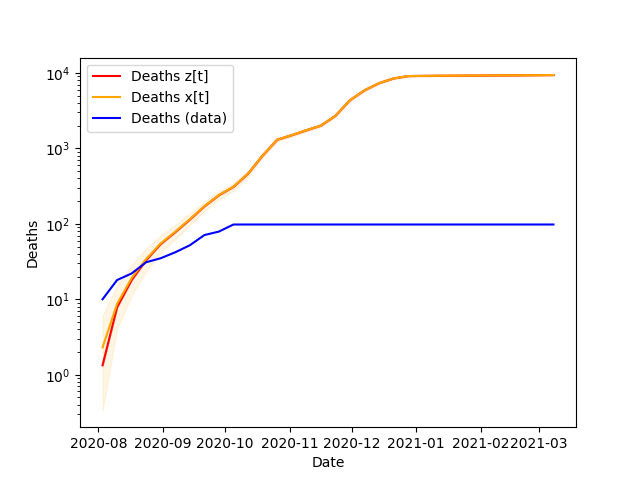 Deaths z[t]
Deaths x[t]
Deaths (data)
10⁴
10³
10²
10¹
10⁰
Deaths
2020-08 2020-09 2020-10 2020-11 2020-12 2021-01 2021-02 2021-03
Date